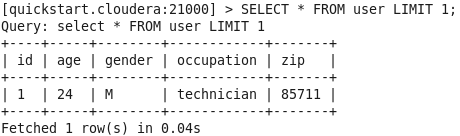 [quickstart.cloudera:21000] > SELECT * FROM user LIMIT 1;
Query: select * FROM user LIMIT 1
+----+-----+--------+------------+-------+
| id | age | gender | occupation | zip   |
+----+-----+--------+------------+-------+
| 1  | 24  | M      | technician | 85711 |
+----+-----+--------+------------+-------+
Fetched 1 row(s) in 0.04s